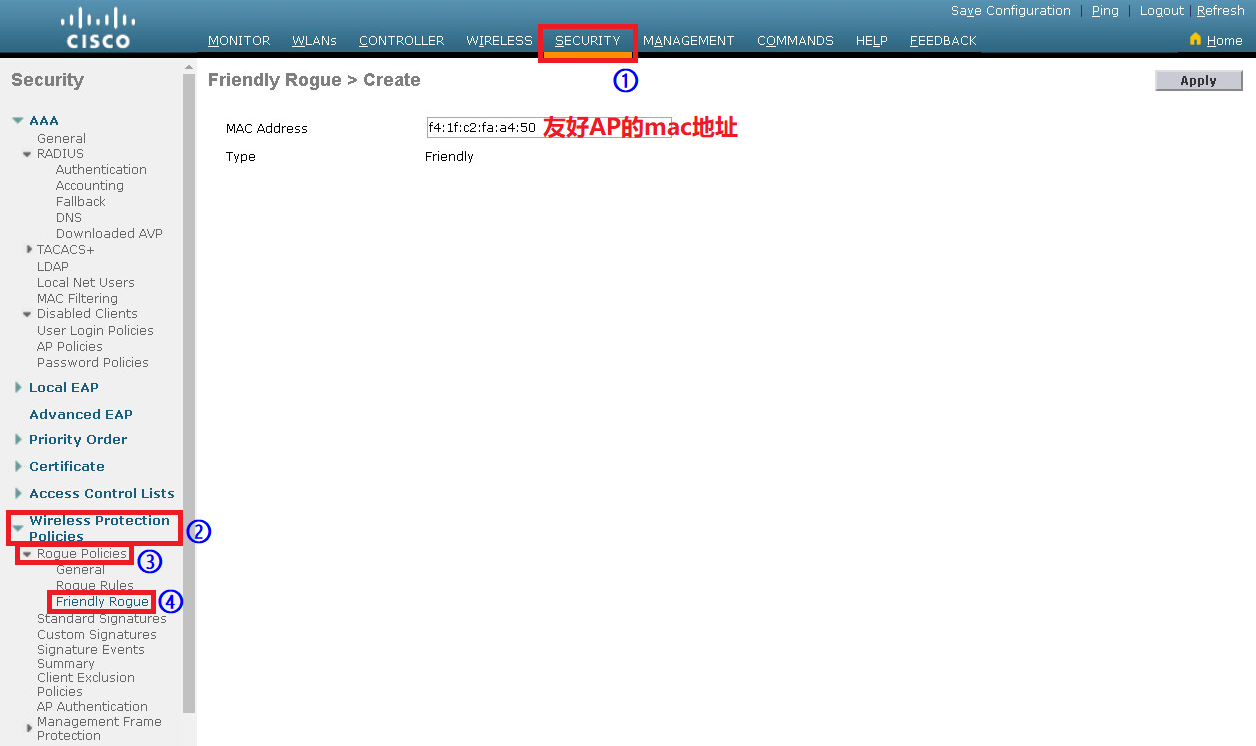 Save Configuration | Ping | Logout | Refresh
CISCO
MONITOR WLANs CONTROLLER WIRELESS SECURITY MANAGEMENT COMMANDS HELP FEEDBACK Home
①
Security
Friendly Rogue > Create
Apply
MAC Address f4:1f:c2:fa:a4:50 友好AP的mac地址
Type Friendly
AAA
General
RADIUS
Authentication
Accounting
Fallback
DNS
Downloaded AVP
TACACS+
LDAP
Local Net Users
MAC Filtering
Disabled Clients
User Login Policies
AP Policies
Password Policies
Local EAP
Advanced EAP
Priority Order
Certificate
Access Control Lists
Wireless Protection
Policies
②
Rogue Policies
③
General
Rogue Rules
Friendly Rogue
④
Standard Signatures
Custom Signatures
Signature Events
Summary
Client Exclusion
Policies
AP Authentication
Management Frame
Protection